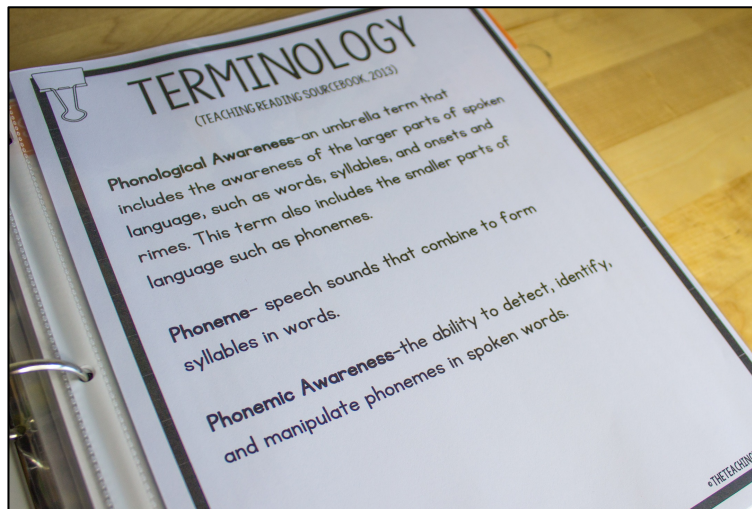 TERMINOLOGY
(TEACHING READING SOURCEBOOK, 2013)
Phonological Awareness-an umbrella term that
includes the awareness of the larger parts of spoken
language, such as words, syllables, and onsets and
rimes. This term also includes the smaller parts of
language such as phonemes.
Phoneme- speech sounds that combine to form
syllables in words.
Phonemic Awareness-the ability to detect, identify,
and manipulate phonemes in spoken words.
©THETEACHING